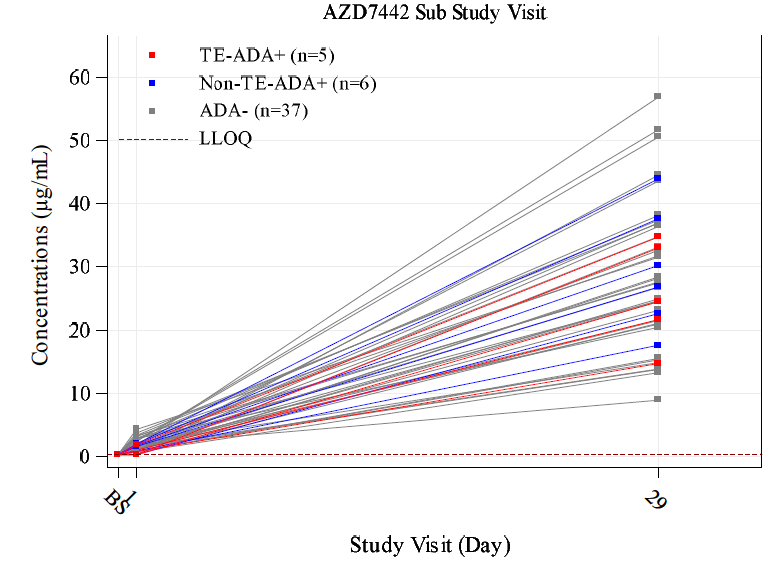 AZD7442 Sub Study Visit
TE-ADA+ (n=5)
Non-TE-ADA+ (n=6)
ADA- (n=37)
LLOQ
Concentrations (µg/mL)
60
50
40
30
20
10
0
BS
1
29
Study Visit (Day)